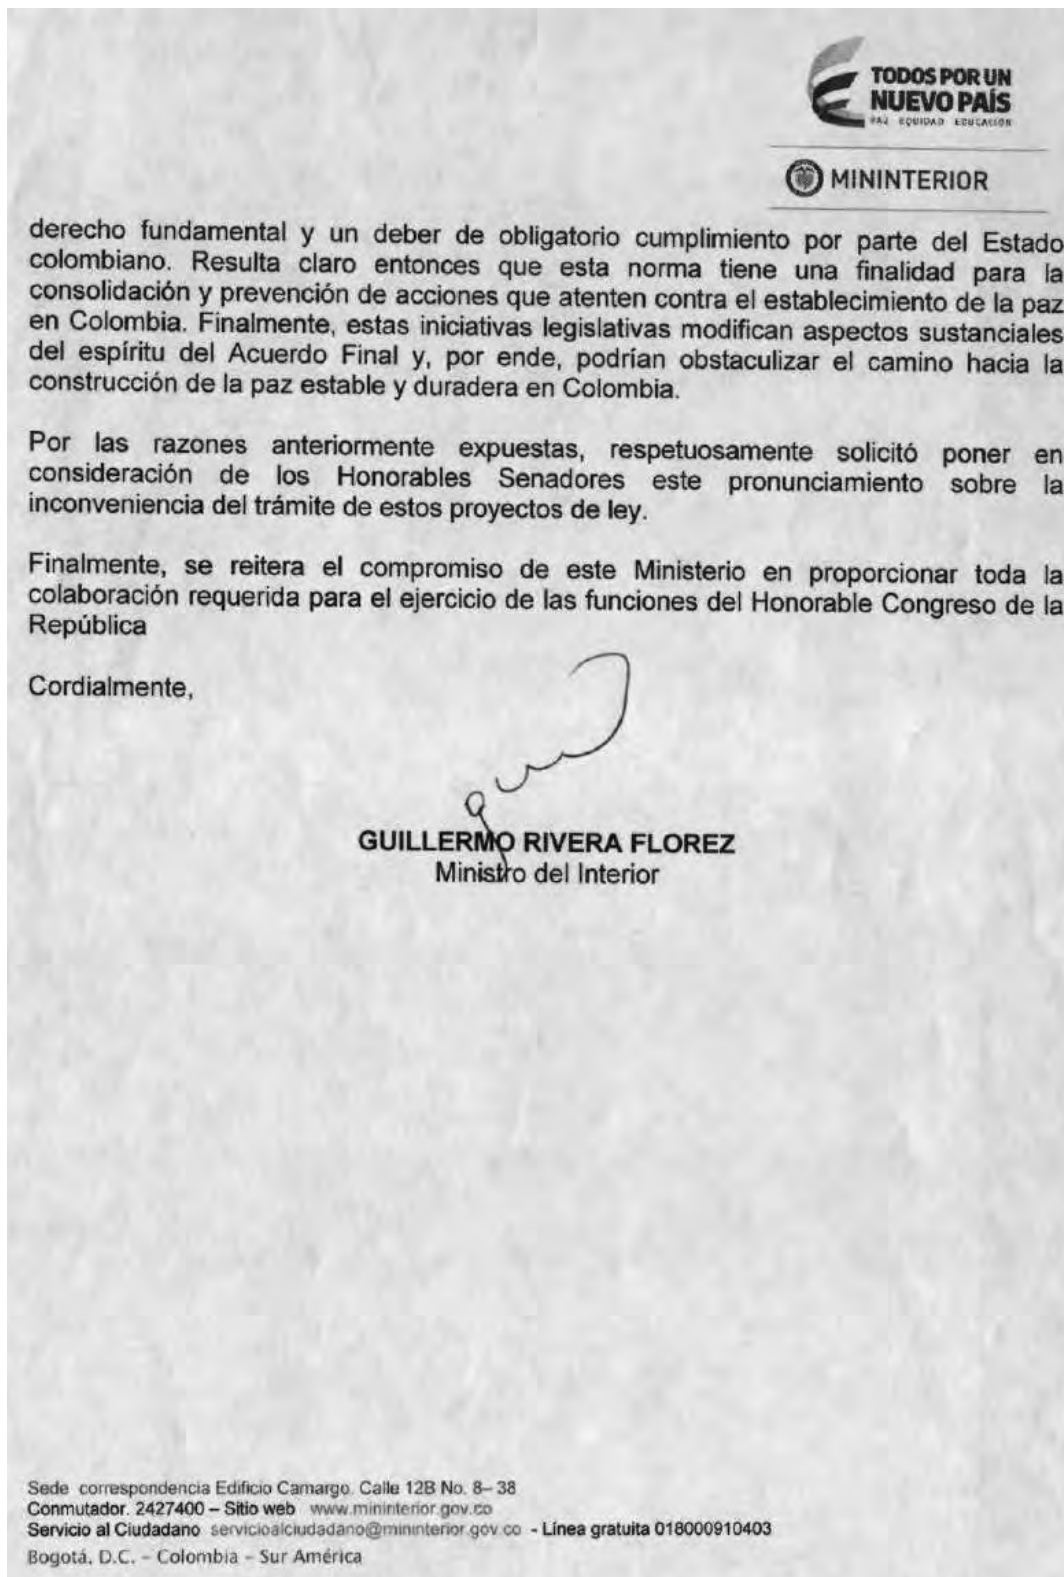 TODOS POR UN
NUEVO PAÍS
PAZ EQUIDAD EDUCACIÓN
MININTERIOR
derecho fundamental y un deber de obligatorio cumplimiento por parte del Estado
colombiano. Resulta claro entonces que esta norma tiene una finalidad para la
consolidación y prevención de acciones que atenten contra el establecimiento de la paz
en Colombia. Finalmente, estas iniciativas legislativas modifican aspectos sustanciales
del espíritu del Acuerdo Final y, por ende, podrían obstaculizar el camino hacia la
construcción de la paz estable y duradera en Colombia.
Por las razones anteriormente expuestas, respetuosamente solicitó poner en
consideración de los Honorables Senadores este pronunciamiento sobre la
inconveniencia del trámite de estos proyectos de ley.
Finalmente, se reitera el compromiso de este Ministerio en proporcionar toda la
colaboración requerida para el ejercicio de las funciones del Honorable Congreso de la
República
Cordialmente,
GUILLERMO RIVERA FLOREZ
Ministro del Interior
Sede correspondencia Edificio Camargo. Calle 12B No. 8– 38
Conmutador. 2427400 – Sitio web www.mininterior.gov.co
Servicio al Ciudadano servicioalciudadano@mininterior.gov.co - Línea gratuita 018000910403
Bogotá, D.C. – Colombia – Sur América